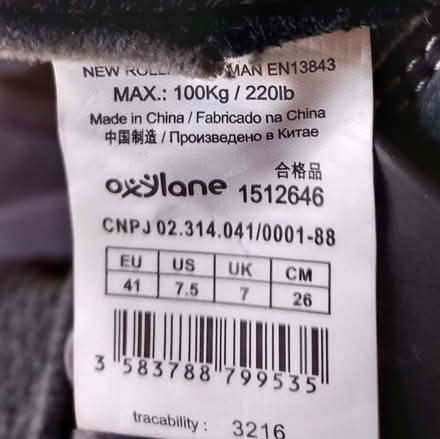 NEW ROLL MAN EN13843
MAX.: 100Kg / 220lb
Made in China / Fabricado na China
中国制造 / Произведено в Китае
合格品
oxylane 1512646
CNPJ 02.314.041/0001-88
EU US UK CM
41 7.5 7 26
3 583788 799535
tracability : 3216